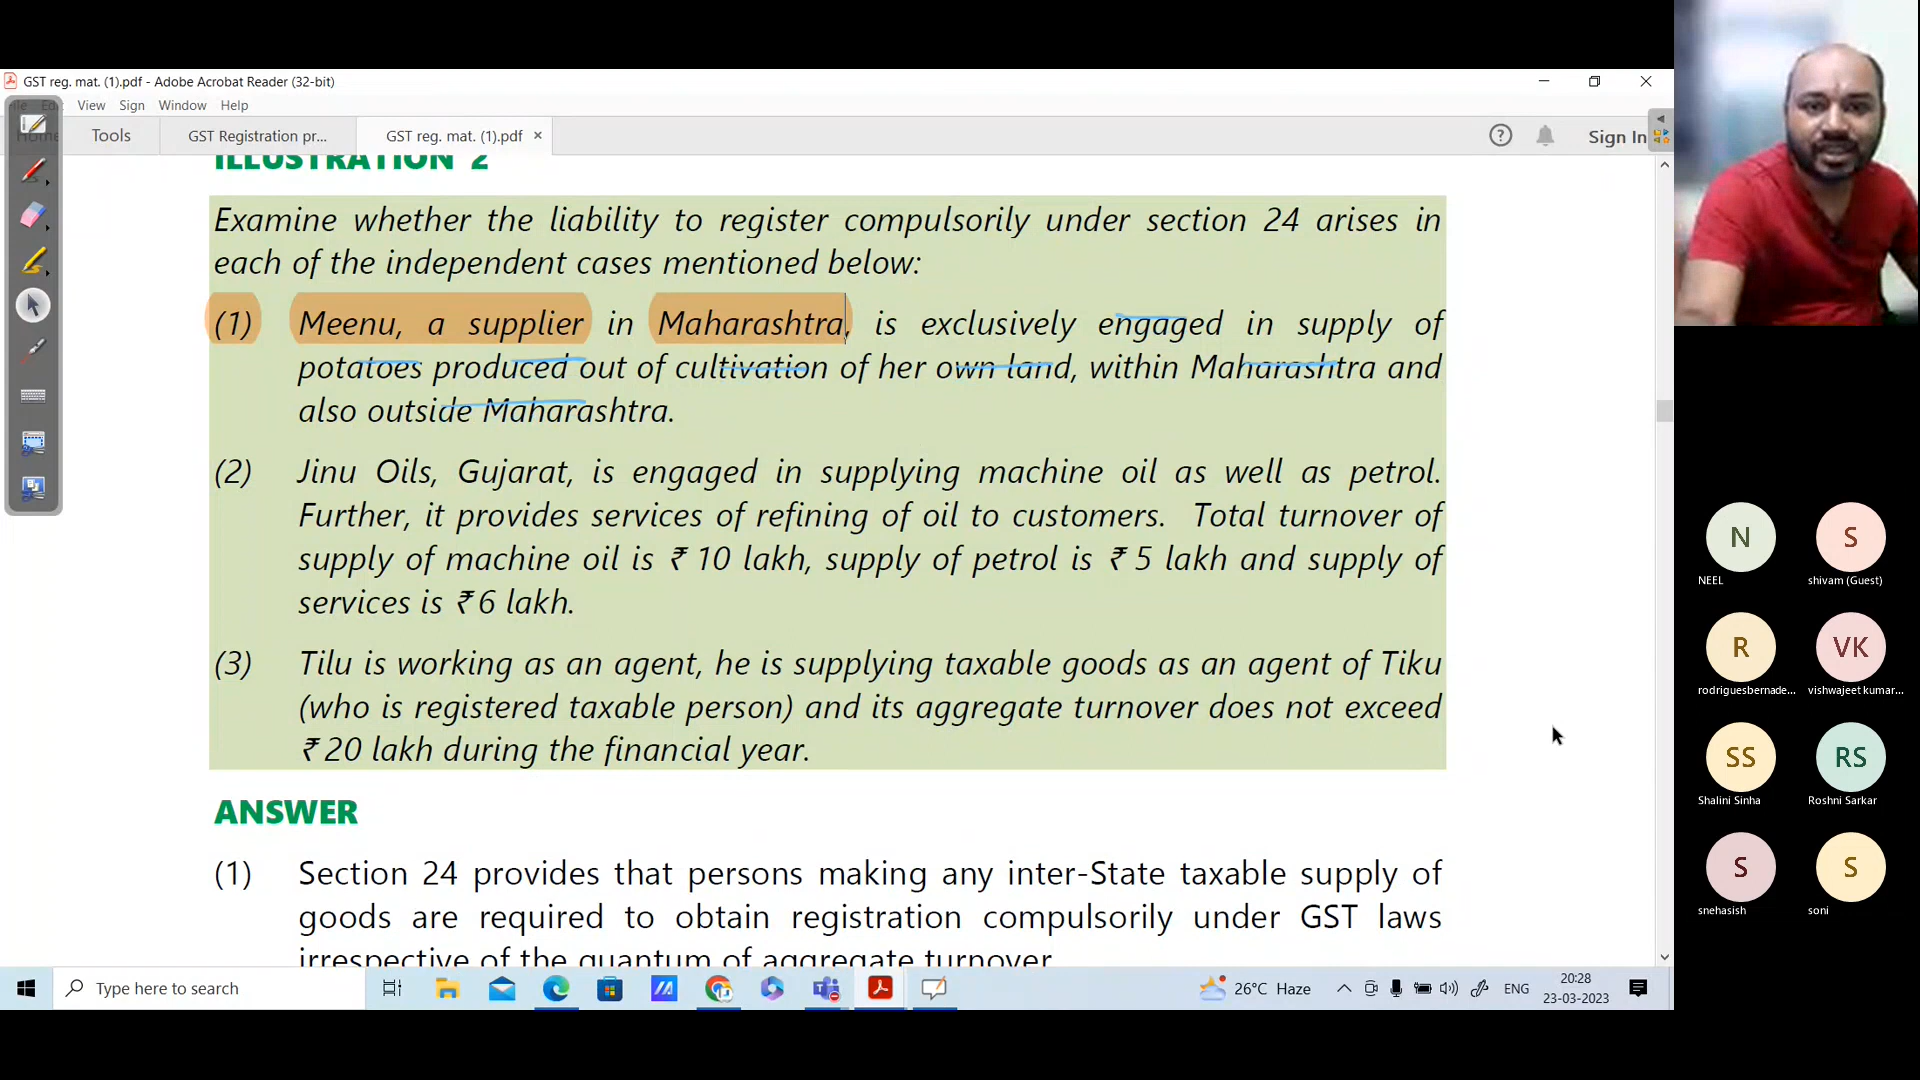 GST reg. mat. (1).pdf - Adobe Acrobat Reader (32-bit)
View Sign Window Help
Home Tools GST Registration pr... GST reg. mat. (1).pdf × Sign In
ILLUSTRATION 2
Examine whether the liability to register compulsorily under section 24 arises in
each of the independent cases mentioned below:
(1) Meenu, a supplier in Maharashtra, is exclusively engaged in supply of
potatoes produced out of cultivation of her own land, within Maharashtra and
also outside Maharashtra.
(2) Jinu Oils, Gujarat, is engaged in supplying machine oil as well as petrol.
Further, it provides services of refining of oil to customers. Total turnover of
supply of machine oil is ₹ 10 lakh, supply of petrol is ₹ 5 lakh and supply of
services is ₹ 6 lakh.
(3) Tilu is working as an agent, he is supplying taxable goods as an agent of Tiku
(who is registered taxable person) and its aggregate turnover does not exceed
₹ 20 lakh during the financial year.
ANSWER
(1) Section 24 provides that persons making any inter-State taxable supply of
goods are required to obtain registration compulsorily under GST laws
irrespective of the quantum of aggregate turnover.
N S
NEEL shivam (Guest)
R VK
rodriguesbernade... vishwajeet kumar...
SS RS
Shalini Sinha Roshni Sarkar
S S
snehasish soni
Type here to search 26°C Haze ENG 20:28
23-03-2023